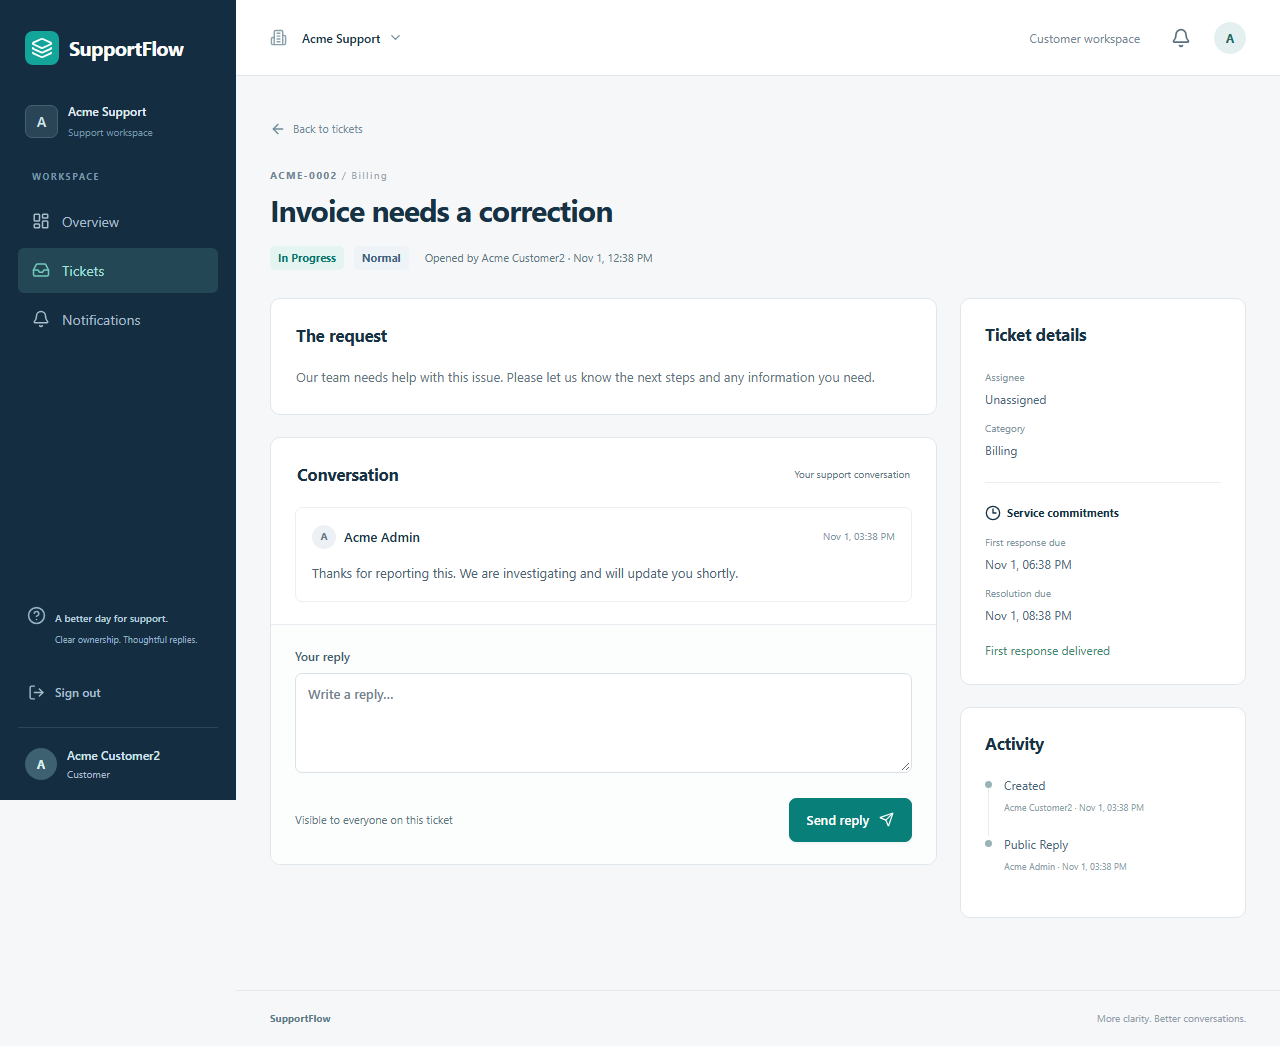 SupportFlow
A
Acme Support
Support workspace
WORKSPACE
Overview
Tickets
Notifications
A better day for support.
Clear ownership. Thoughtful replies.
Sign out
A
Acme Customer2
Customer
Acme Support
Customer workspace
A
Back to tickets
ACME-0002 / Billing
Invoice needs a correction
In Progress
Normal
Opened by Acme Customer2 · Nov 1, 12:38 PM
The request
Our team needs help with this issue. Please let us know the next steps and any information you need.
Conversation
Your support conversation
A
Acme Admin
Nov 1, 03:38 PM
Thanks for reporting this. We are investigating and will update you shortly.
Your reply
Write a reply...
Visible to everyone on this ticket
Send reply
Ticket details
Assignee
Unassigned
Category
Billing
Service commitments
First response due
Nov 1, 06:38 PM
Resolution due
Nov 1, 08:38 PM
First response delivered
Activity
Created
Acme Customer2 · Nov 1, 03:38 PM
Public Reply
Acme Admin · Nov 1, 03:38 PM
SupportFlow
More clarity. Better conversations.